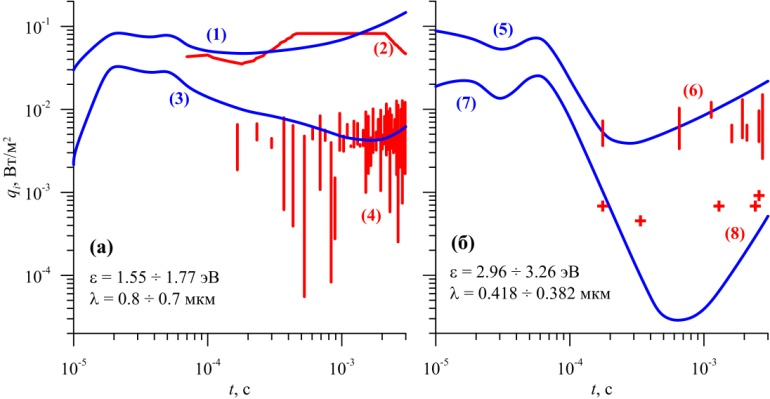 10⁻¹
10⁻²
10⁻³
10⁻⁴
qᵢ, Вт/м²
(1)
(2)
(3)
(4)
(а)
ε = 1.55 ÷ 1.77 эВ
λ = 0.8 ÷ 0.7 мкм
10⁻⁵
10⁻⁴
10⁻³
t, с
(5)
(6)
(7)
(8)
(б)
ε = 2.96 ÷ 3.26 эВ
λ = 0.418 ÷ 0.382 мкм
10⁻⁵
10⁻⁴
10⁻³
t, с